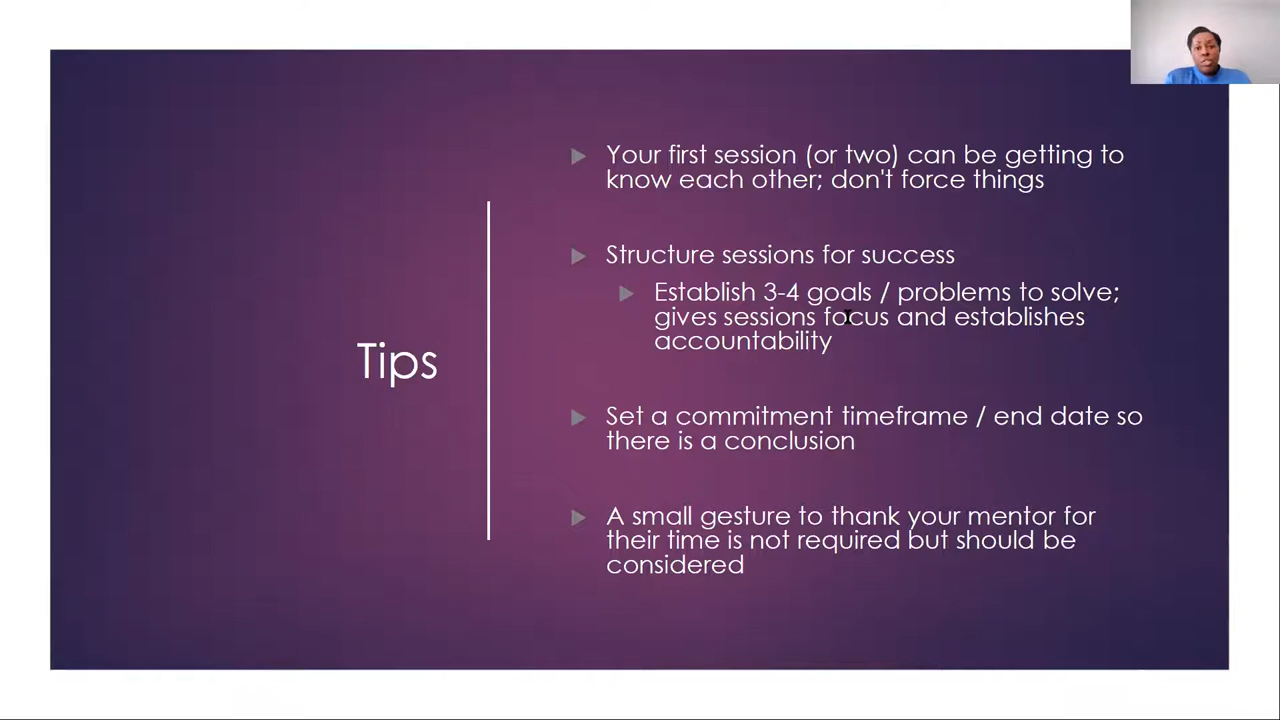 Tips
Your first session (or two) can be getting to
know each other; don't force things
Structure sessions for success
Establish 3-4 goals / problems to solve;
gives sessions focus and establishes
accountability
Set a commitment timeframe / end date so
there is a conclusion
A small gesture to thank your mentor for
their time is not required but should be
considered